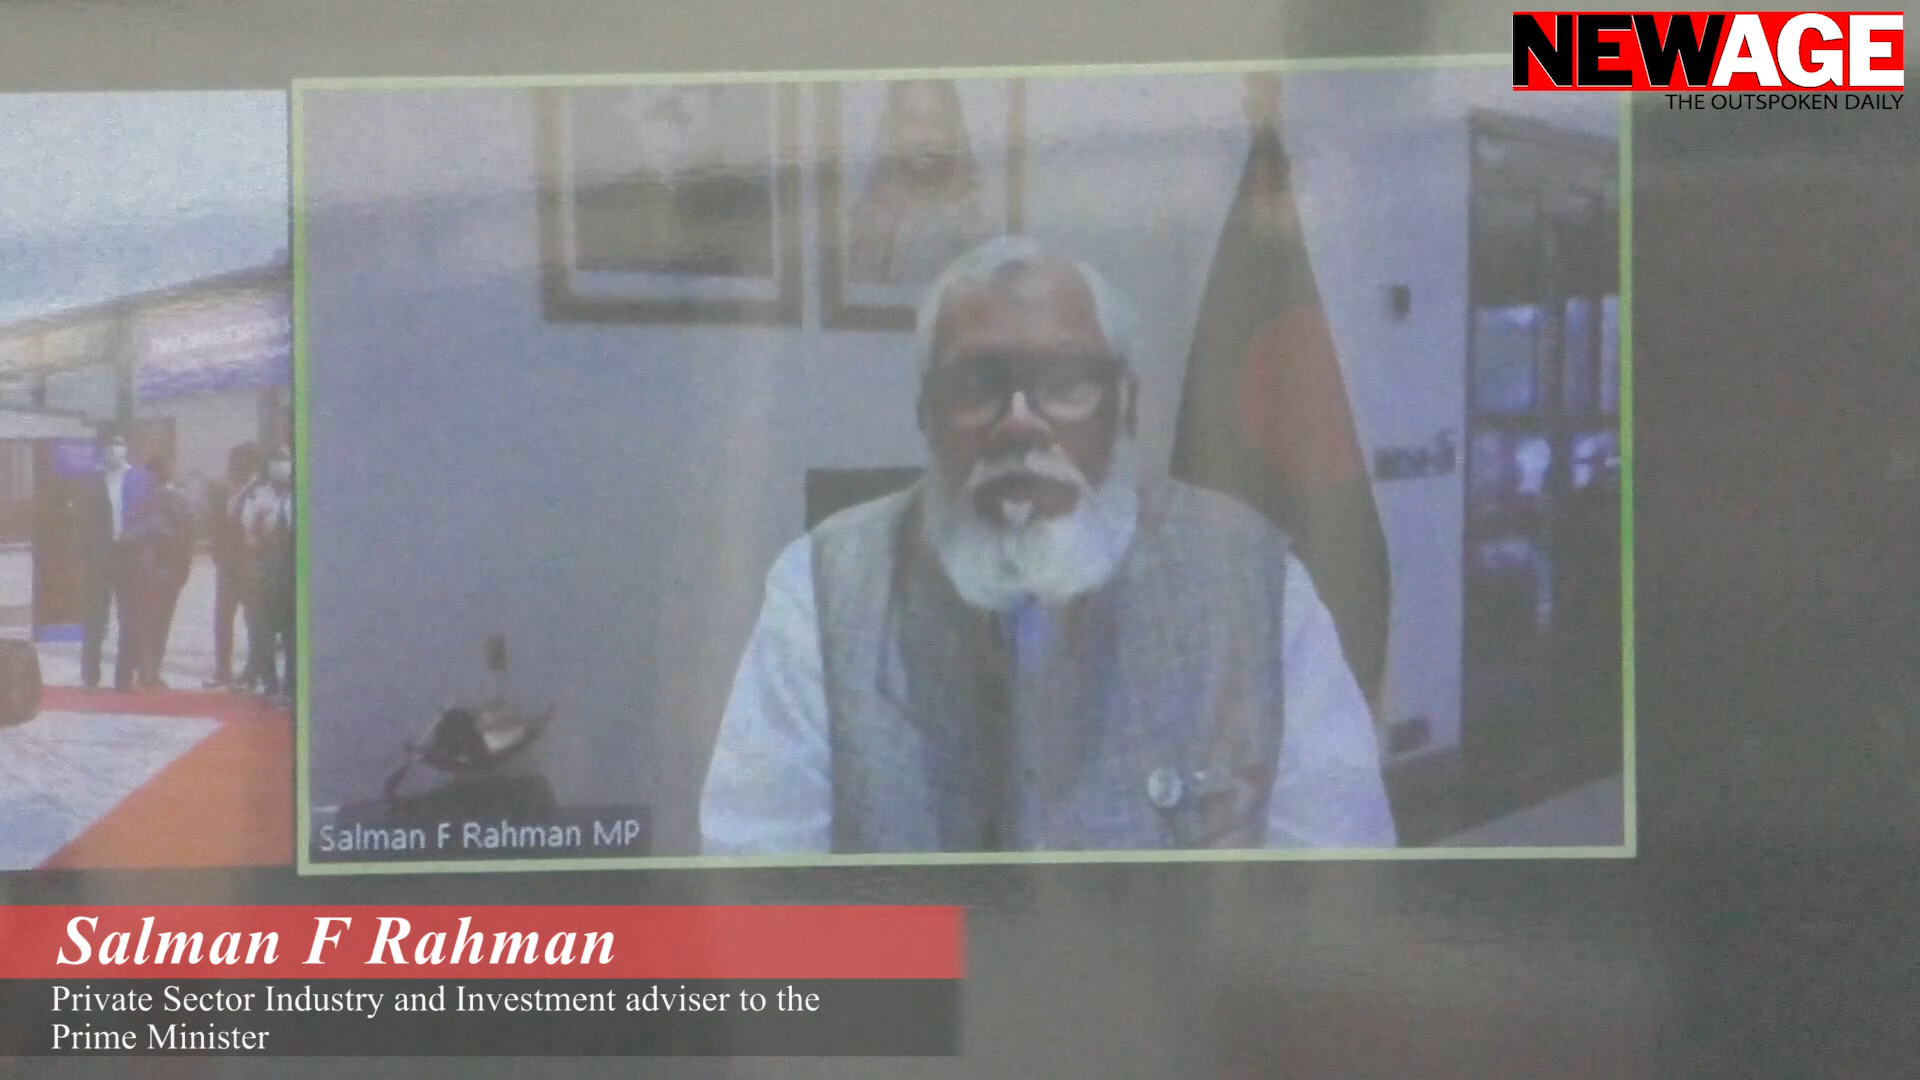 NEWAGE
THE OUTSPOKEN DAILY
Salman F Rahman MP
Salman F Rahman
Private Sector Industry and Investment adviser to the
Prime Minister